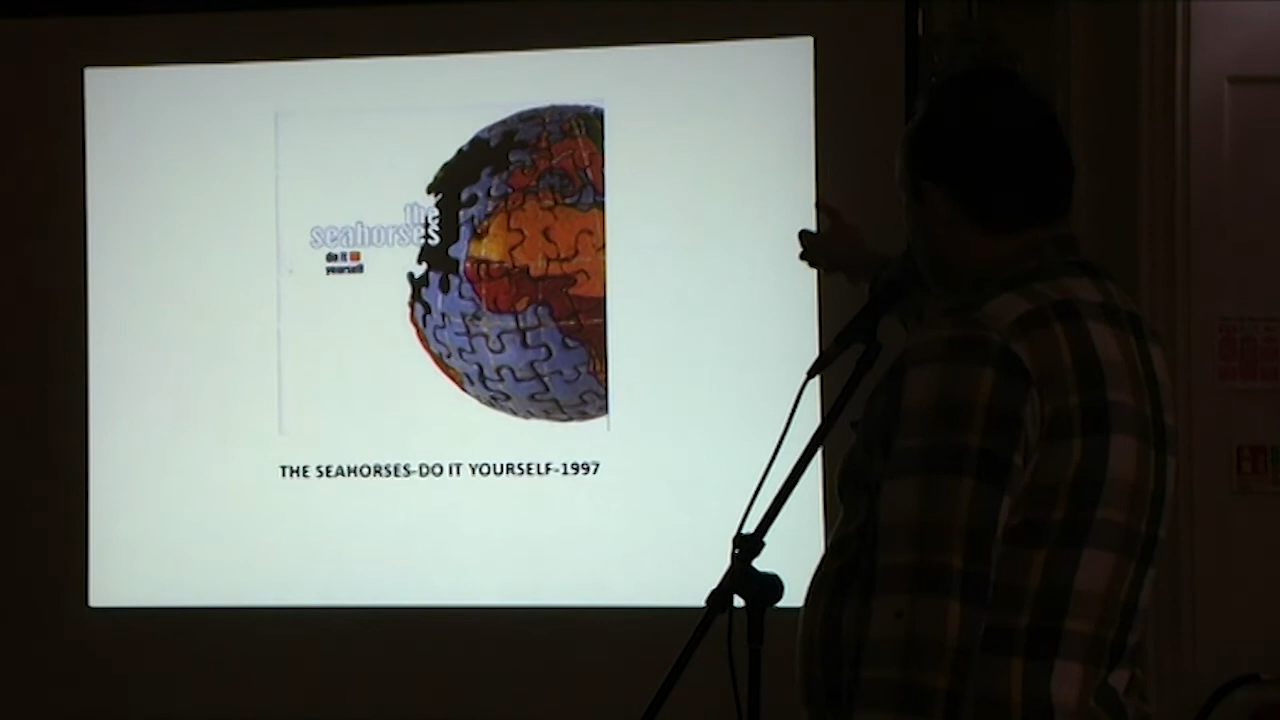 the
seahorses
do it
yourself
THE SEAHORSES-DO IT YOURSELF-1997